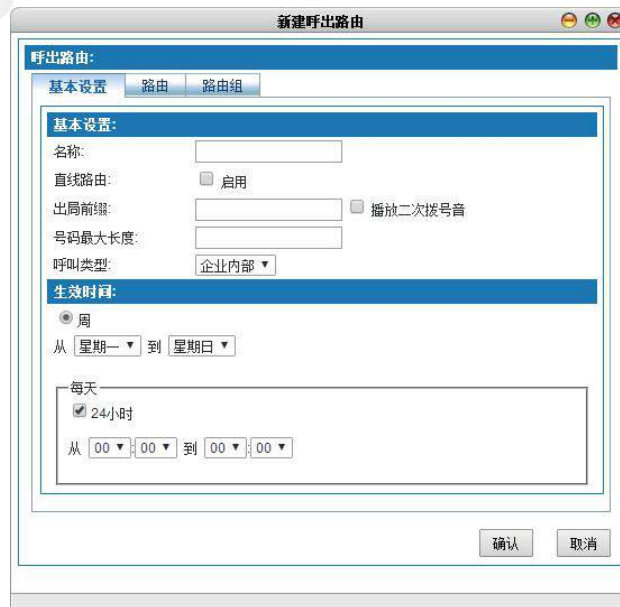 新建呼出路由
呼出路由:
基本设置 路由 路由组
基本设置:
名称:
直线路由: 启用
出局前缀: 播放二次拨号音
号码最大长度:
呼叫类型: 企业内部
生效时间:
周
从 星期一 到 星期日
每天
24小时
从 00 : 00 到 00 : 00
确认 取消